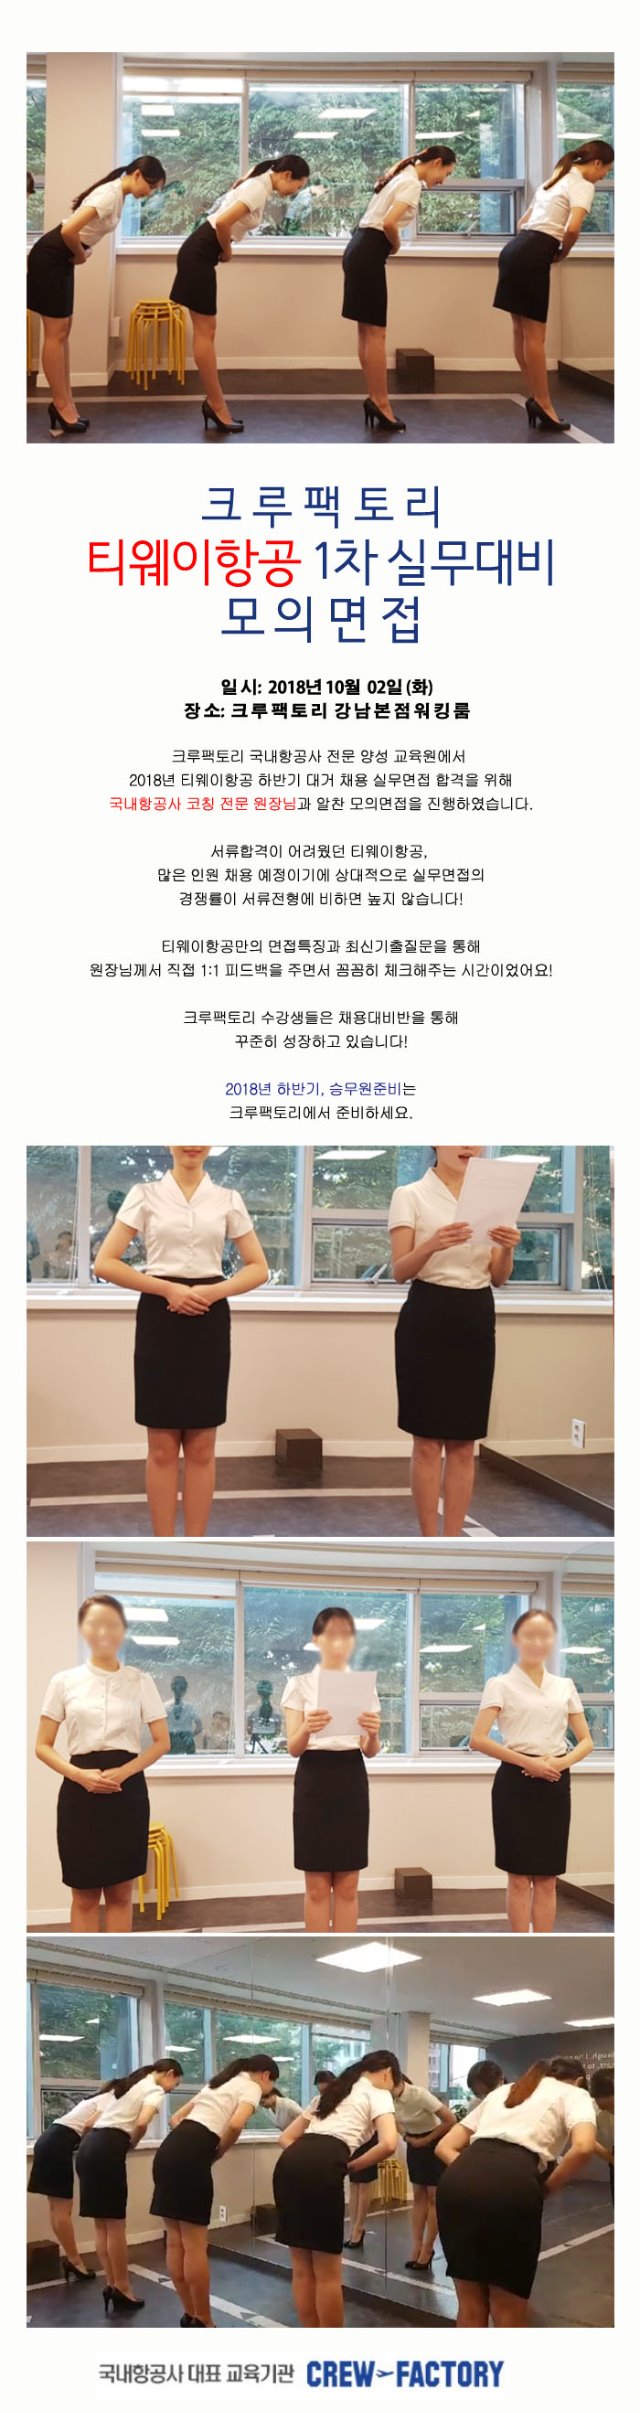 크루팩토리
티웨이항공 1차 실무대비
모의면접
일시: 2018년 10월 02일 (화)
장소: 크루팩토리 강남본점워킹룸
크루팩토리 국내항공사 전문 양성 교육원에서
2018년 티웨이항공 하반기 대거 채용 실무면접 합격을 위해
국내항공사 코칭 전문 원장님과 알찬 모의면접을 진행하였습니다.
서류합격이 어려웠던 티웨이항공,
많은 인원 채용 예정이기에 상대적으로 실무면접의
경쟁률이 서류전형에 비하면 높지 않습니다!
티웨이항공만의 면접특징과 최신기출질문을 통해
원장님께서 직접 1:1 피드백을 주면서 꼼꼼히 체크해주는 시간이었어요!
크루팩토리 수강생들은 채용대비반을 통해
꾸준히 성장하고 있습니다!
2018년 하반기, 승무원준비는
크루팩토리에서 준비하세요.
국내항공사 대표 교육기관 CREW FACTORY